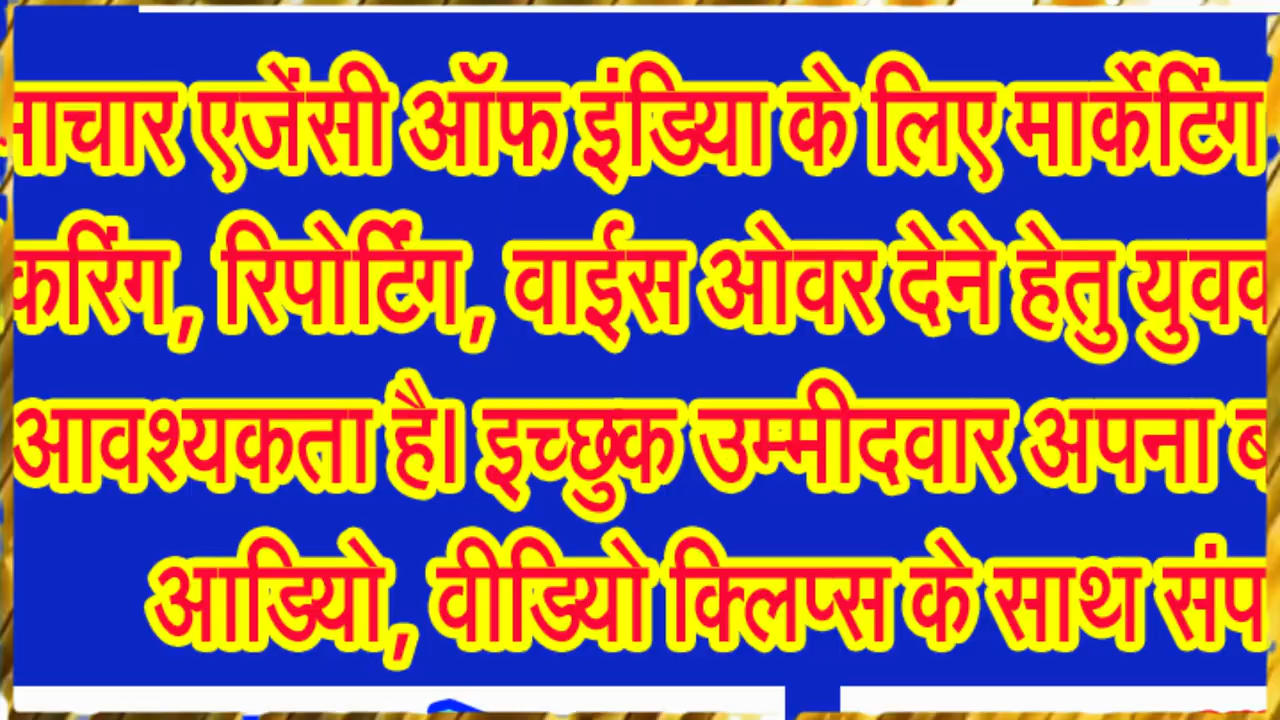 माचार एजेंसी ऑफ इंडिया के लिए मार्केटिंग
करिंग, रिपोर्टिंग, वाईस ओवर देने हेतु युवक
आवश्यकता है। इच्छुक उम्मीदवार अपना
आडियो, वीडियो क्लिप्स के साथ संप